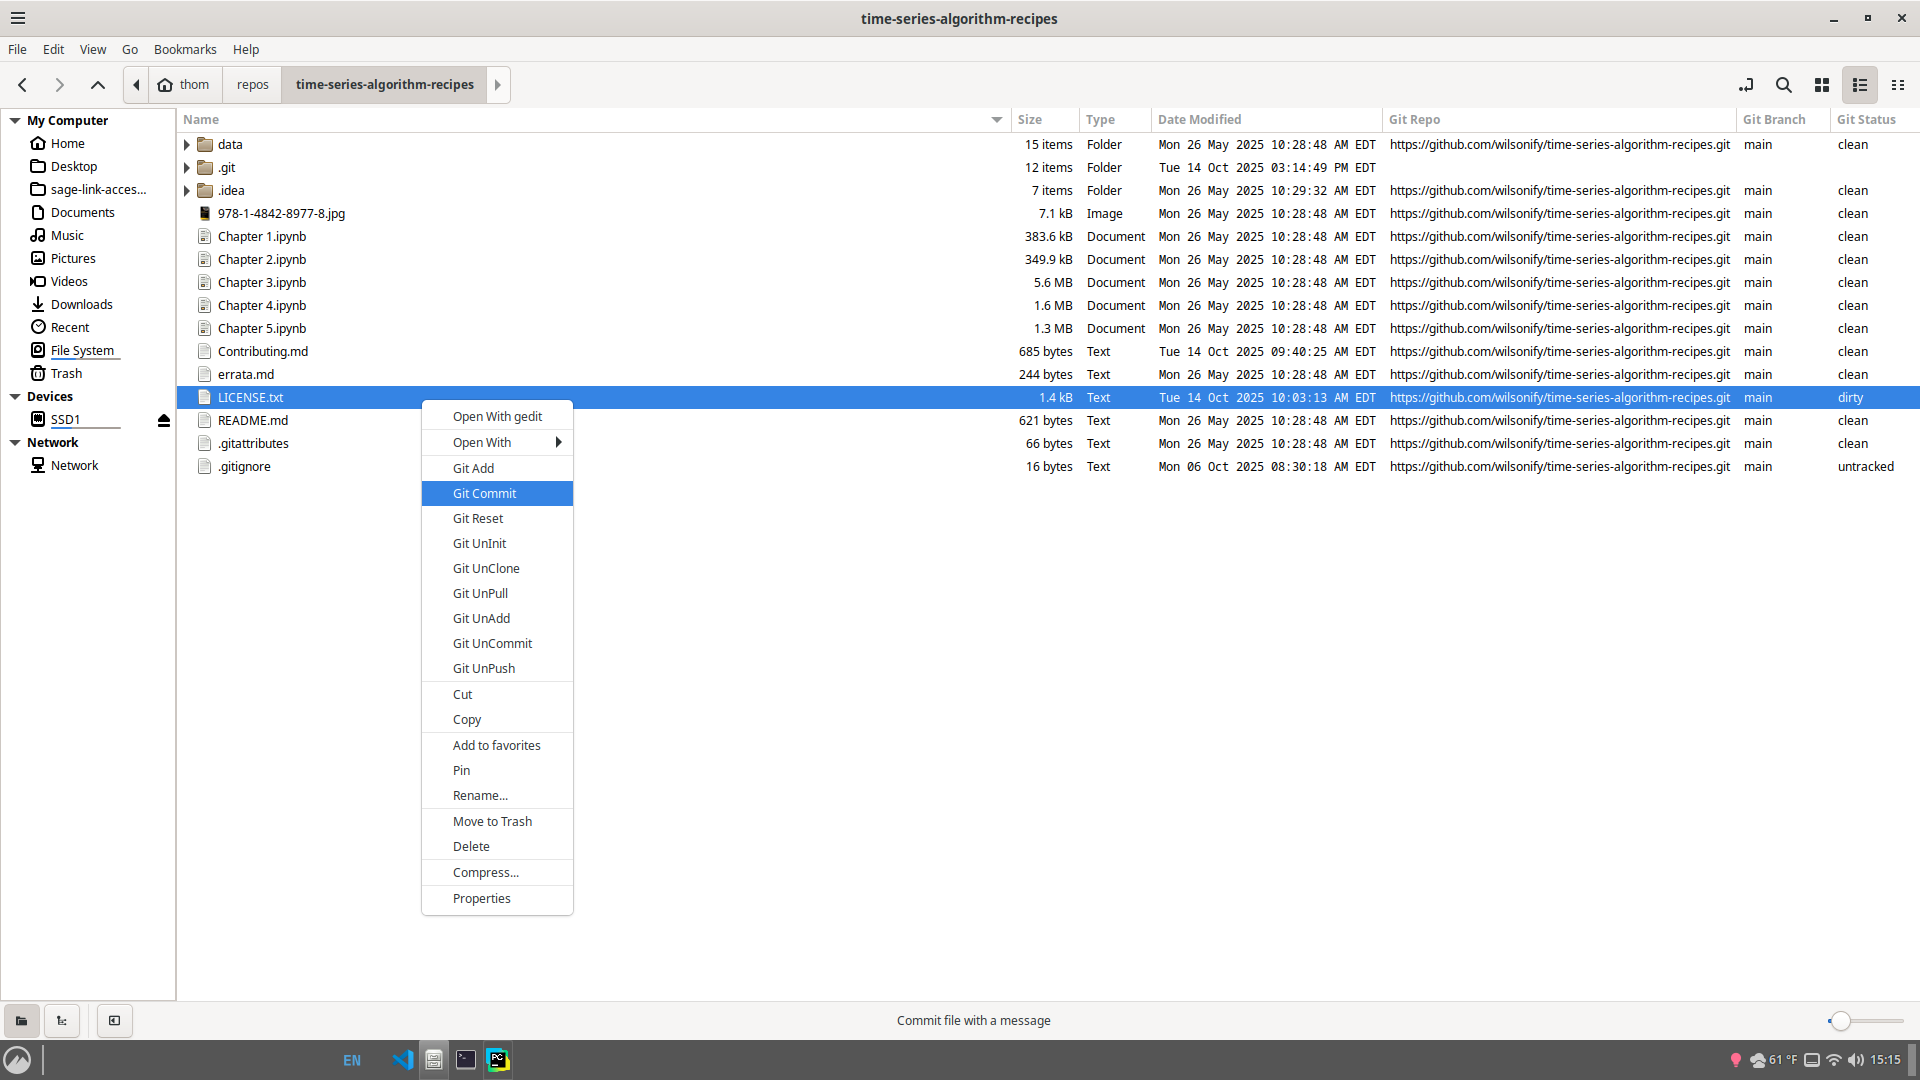 time-series-algorithm-recipes
File Edit View Go Bookmarks Help
thom repos time-series-algorithm-recipes
My Computer
Home
Desktop
sage-link-acces...
Documents
Music
Pictures
Videos
Downloads
Recent
File System
Trash
Devices
SSD1
Network
Network
Name Size Type Date Modified Git Repo Git Branch Git Status
data 15 items Folder Mon 26 May 2025 10:28:48 AM EDT https://github.com/wilsonify/time-series-algorithm-recipes.git main clean
.git 12 items Folder Tue 14 Oct 2025 03:14:49 PM EDT
.idea 7 items Folder Mon 26 May 2025 10:29:32 AM EDT https://github.com/wilsonify/time-series-algorithm-recipes.git main clean
978-1-4842-8977-8.jpg 7.1 kB Image Mon 26 May 2025 10:28:48 AM EDT https://github.com/wilsonify/time-series-algorithm-recipes.git main clean
Chapter 1.ipynb 383.6 kB Document Mon 26 May 2025 10:28:48 AM EDT https://github.com/wilsonify/time-series-algorithm-recipes.git main clean
Chapter 2.ipynb 349.9 kB Document Mon 26 May 2025 10:28:48 AM EDT https://github.com/wilsonify/time-series-algorithm-recipes.git main clean
Chapter 3.ipynb 5.6 MB Document Mon 26 May 2025 10:28:48 AM EDT https://github.com/wilsonify/time-series-algorithm-recipes.git main clean
Chapter 4.ipynb 1.6 MB Document Mon 26 May 2025 10:28:48 AM EDT https://github.com/wilsonify/time-series-algorithm-recipes.git main clean
Chapter 5.ipynb 1.3 MB Document Mon 26 May 2025 10:28:48 AM EDT https://github.com/wilsonify/time-series-algorithm-recipes.git main clean
Contributing.md 685 bytes Text Tue 14 Oct 2025 09:40:25 AM EDT https://github.com/wilsonify/time-series-algorithm-recipes.git main clean
errata.md 244 bytes Text Mon 26 May 2025 10:28:48 AM EDT https://github.com/wilsonify/time-series-algorithm-recipes.git main clean
LICENSE.txt 1.4 kB Text Tue 14 Oct 2025 10:03:13 AM EDT https://github.com/wilsonify/time-series-algorithm-recipes.git main dirty
README.md 621 bytes Text Mon 26 May 2025 10:28:48 AM EDT https://github.com/wilsonify/time-series-algorithm-recipes.git main clean
.gitattributes 66 bytes Text Mon 26 May 2025 10:28:48 AM EDT https://github.com/wilsonify/time-series-algorithm-recipes.git main clean
.gitignore 16 bytes Text Mon 06 Oct 2025 08:30:18 AM EDT https://github.com/wilsonify/time-series-algorithm-recipes.git main untracked
Open With gedit
Open With
Git Add
Git Commit
Git Reset
Git UnInit
Git UnClone
Git UnPull
Git UnAdd
Git UnCommit
Git UnPush
Cut
Copy
Add to favorites
Pin
Rename...
Move to Trash
Delete
Compress...
Properties
Commit file with a message
EN PC 61 °F 15:15